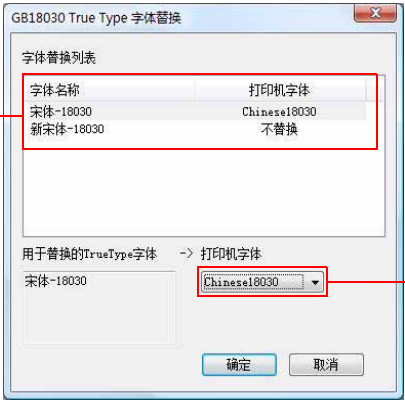 GB18030 True Type 字体替换
字体替换列表
字体名称 打印机字体
宋体-18030 Chinese18030
新宋体-18030 不替换
用于替换的TrueType字体 -> 打印机字体
宋体-18030 Chinese18030
确定 取消